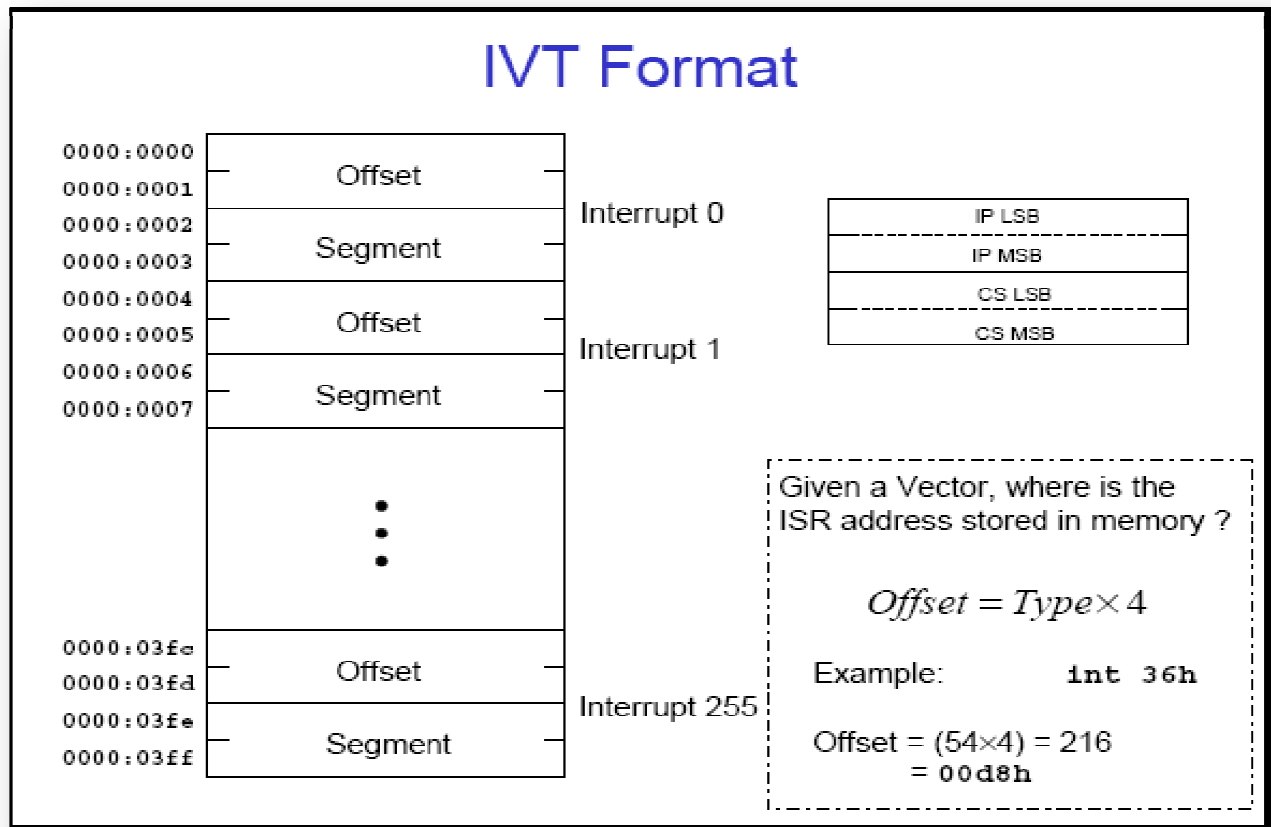 IVT Format
0000:0000
0000:0001
0000:0002
0000:0003
0000:0004
0000:0005
0000:0006
0000:0007
0000:03fc
0000:03fd
0000:03fe
0000:03ff
Offset
Segment
Offset
Segment
Offset
Segment
Interrupt 0
Interrupt 1
Interrupt 255
IP LSB
IP MSB
CS LSB
CS MSB
Given a Vector, where is the
ISR address stored in memory ?
Offset = Type × 4
Example: int 36h
Offset = (54×4) = 216
= 00d8h